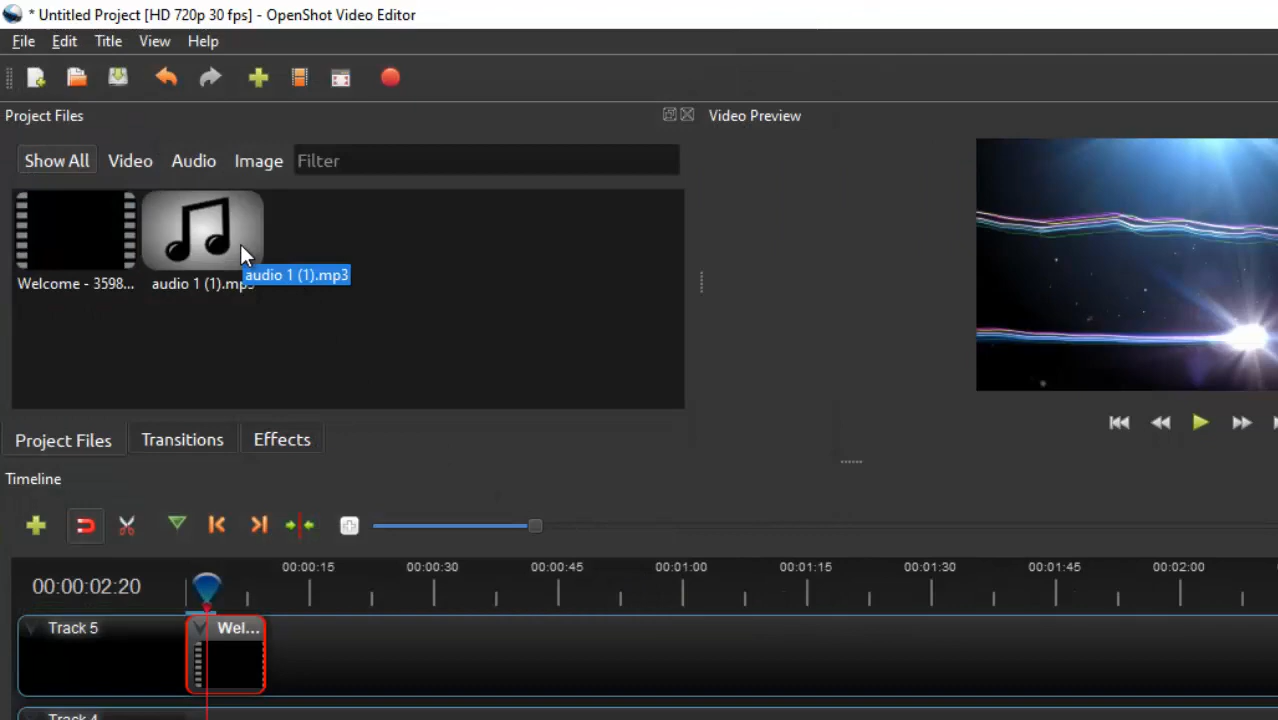 * Untitled Project [HD 720p 30 fps] - OpenShot Video Editor
File Edit Title View Help
Project Files
Video Preview
Show All Video Audio Image Filter
audio 1 (1).mp3
Welcome - 3598... audio 1 (1).mp3
Project Files Transitions Effects
Timeline
00:00:02:20
00:00:15 00:00:30 00:00:45 00:01:00 00:01:15 00:01:30 00:01:45 00:02:00
Track 5 Wel...
Track 4